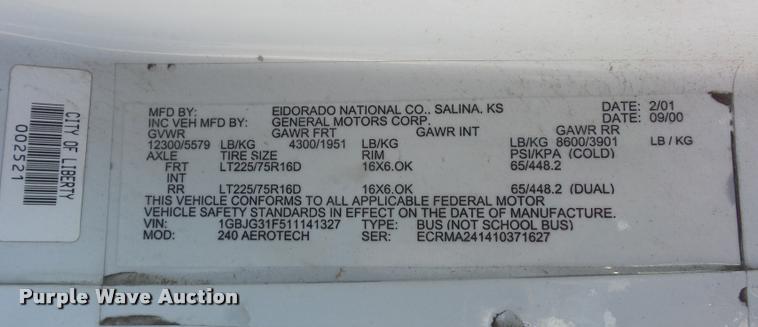 CITY OF LIBERTY
002521
MFD BY: EIDORADO NATIONAL CO., SALINA, KS DATE: 2/01
INC VEH MFD BY: GENERAL MOTORS CORP. DATE: 09/00
GVWR GAWR FRT GAWR INT GAWR RR
12300/5579 LB/KG 4300/1951 LB/KG LB/KG 8600/3901 LB / KG
AXLE TIRE SIZE RIM PSI/KPA (COLD)
FRT LT225/75R16D 16X6.0K 65/448.2
INT
RR LT225/75R16D 16X6.0K 65/448.2 (DUAL)
THIS VEHICLE CONFORMS TO ALL APPLICABLE FEDERAL MOTOR
VEHICLE SAFETY STANDARDS IN EFFECT ON THE DATE OF MANUFACTURE.
VIN: 1GBJG31F511141327 TYPE: BUS (NOT SCHOOL BUS)
MOD: 240 AEROTECH SER: ECRMA241410371627
Purple Wave Auction